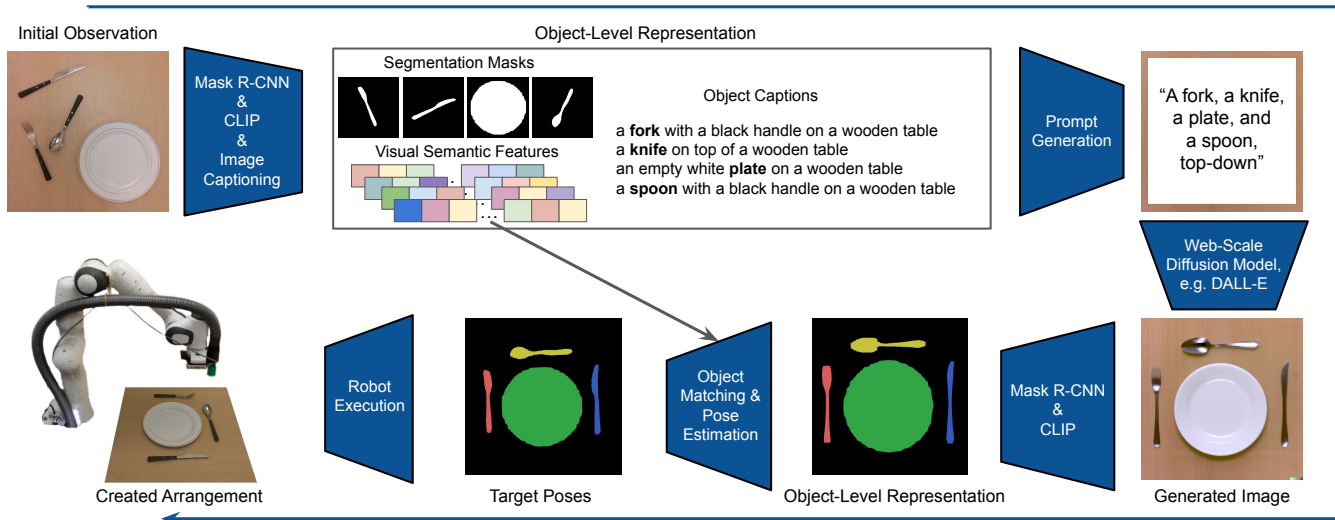 Initial Observation
Mask R-CNN
&
CLIP
&
Image
Captioning
Object-Level Representation
Segmentation Masks
Visual Semantic Features
Object Captions
a fork with a black handle on a wooden table
a knife on top of a wooden table
an empty white plate on a wooden table
a spoon with a black handle on a wooden table
Prompt
Generation
“A fork, a knife,
a plate, and
a spoon,
top-down”
Web-Scale
Diffusion Model,
e.g. DALL-E
Generated Image
Mask R-CNN
&
CLIP
Object-Level Representation
Object
Matching &
Pose
Estimation
Target Poses
Robot
Execution
Created Arrangement